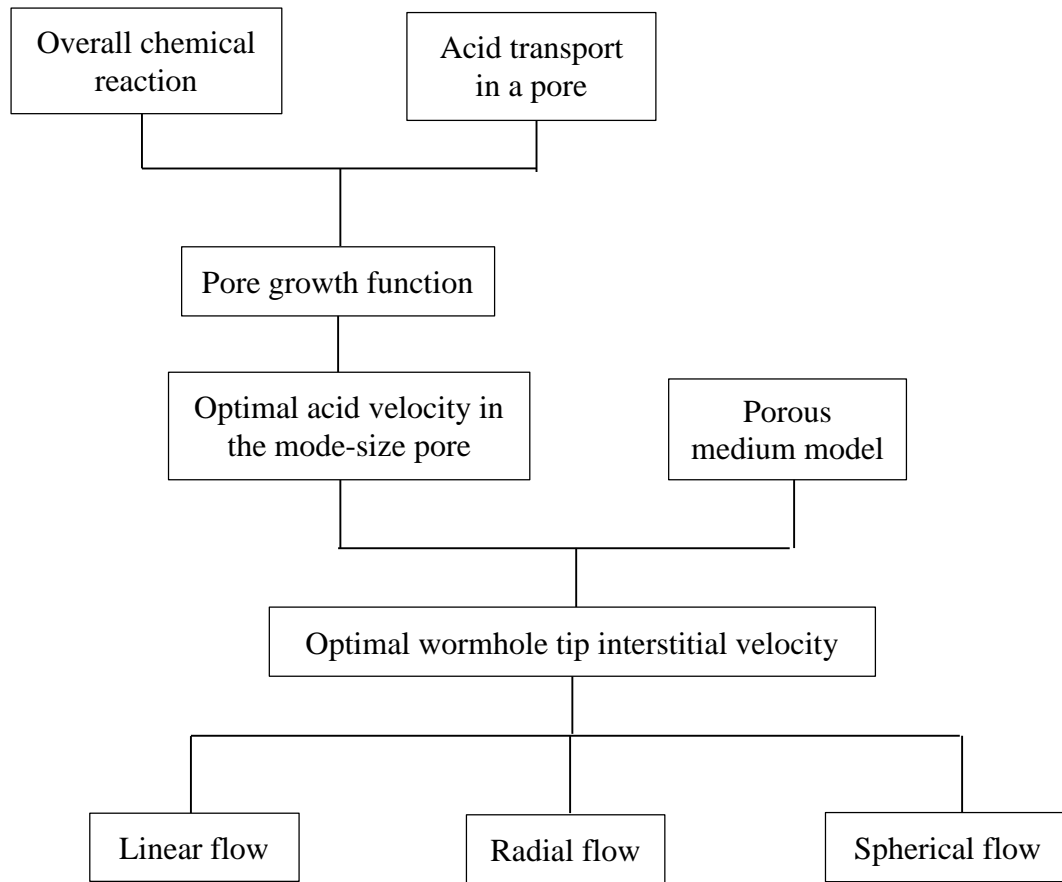 Overall chemical
reaction
Acid transport
in a pore
Pore growth function
Optimal acid velocity in
the mode-size pore
Porous
medium model
Optimal wormhole tip interstitial velocity
Linear flow
Radial flow
Spherical flow